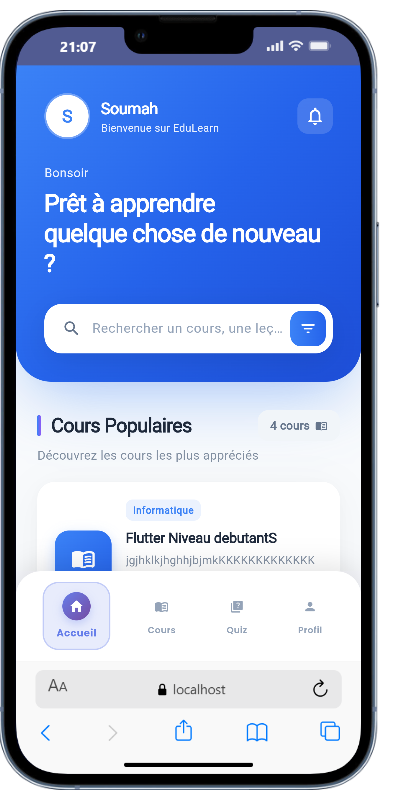 21:07
S
Soumah
Bienvenue sur EduLearn
Bonsoir
Prêt à apprendre
quelque chose de nouveau
?
Rechercher un cours, une leç...
Cours Populaires
4 cours
Découvrez les cours les plus appréciés
Informatique
Flutter Niveau debutantS
jgjhklkjhghhjbjmkKKKKKKKKKKKKK
Accueil
Cours
Quiz
Profil
AA
localhost